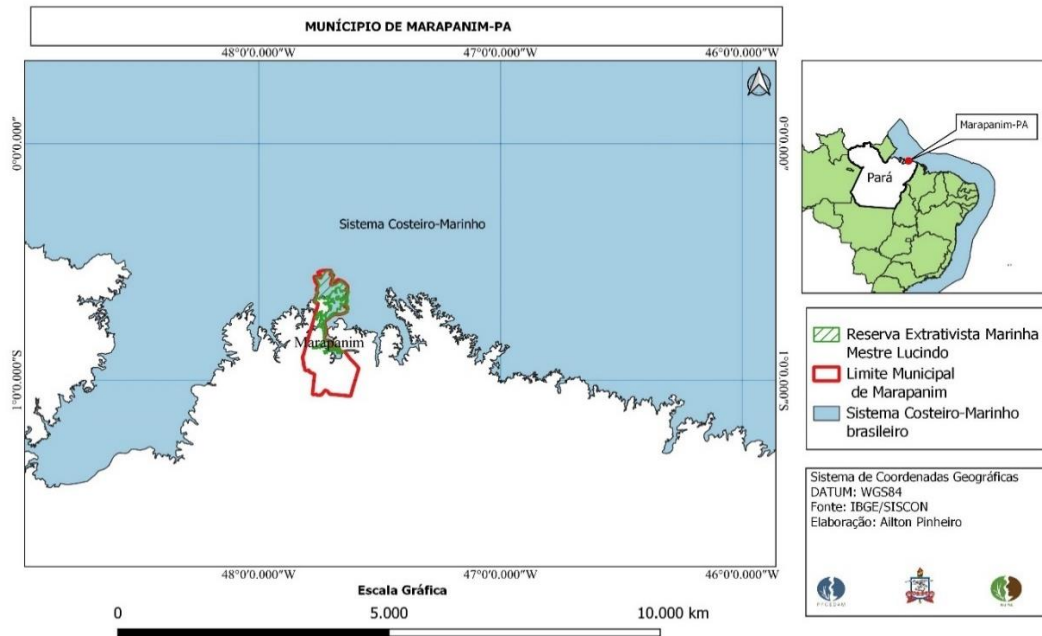 MUNÍCIPIO DE MARAPANIM-PA
48°0'0.000"W
47°0'0.000"W
46°0'0.000"W
0°0'0.000"
0°0'0.000"
Sistema Costeiro-Marinho
Marapanim
1°0'0.000"S
1°0'0.000"S
48°0'0.000"W
47°0'0.000"W
46°0'0.000"W
Escala Gráfica
0
5.000
10.000 km
Marapanim-PA
Pará
Reserva Extrativista Marinha
Mestre Lucindo
Limite Municipal
de Marapanim
Sistema Costeiro-Marinho
brasileiro
Sistema de Coordenadas Geográficas
DATUM: WGS84
Fonte: IBGE/SISCON
Elaboração: Ailton Pinheiro